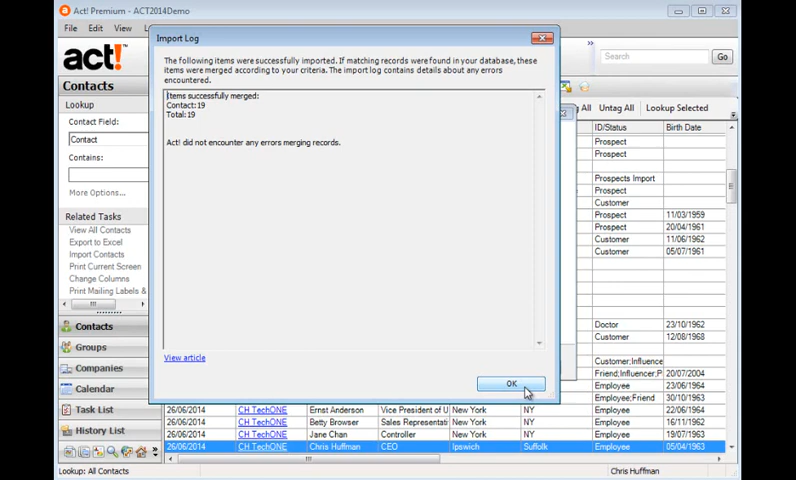 Act! Premium - ACT2014Demo
File Edit View
act!
Search
Go
Contacts
Lookup
Contact Field:
Contact
Contains:
More Options...
Related Tasks
View All Contacts
Export to Excel
Import Contacts
Print Current Screen
Change Columns
Print Mailing Labels &
Contacts
Groups
Companies
Calendar
Task List
History List
Lookup: All Contacts
Import Log
The following items were successfully imported. If matching records were found in your database, these
items were merged according to your criteria. The import log contains details about any errors
encountered.
Items successfully merged:
Contact:19
Total:19
Act! did not encounter any errors merging records.
View article
OK
All Untag All Lookup Selected
ID/Status Birth Date
Prospect
Prospect
Prospects Import
Prospect
Customer
Prospect 11/03/1959
Prospect 20/04/1961
Customer 11/06/1962
Customer 05/07/1961
Doctor 23/10/1962
Customer 12/08/1968
Customer;Influence
Friend;Influencer;P 20/07/2004
Employee 23/06/1964
Employee;Friend 30/10/1963
26/06/2014 CH TechONE Ernst Anderson Vice President of U New York NY Employee 22/06/1964
26/06/2014 CH TechONE Betty Browser Sales Representati New York NY Employee 16/11/1962
26/06/2014 CH TechONE Jane Chan Controller New York NY Employee 19/07/1963
26/06/2014 CH TechONE Chris Huffman CEO Ipswich Suffolk Employee 05/04/1963
Chris Huffman